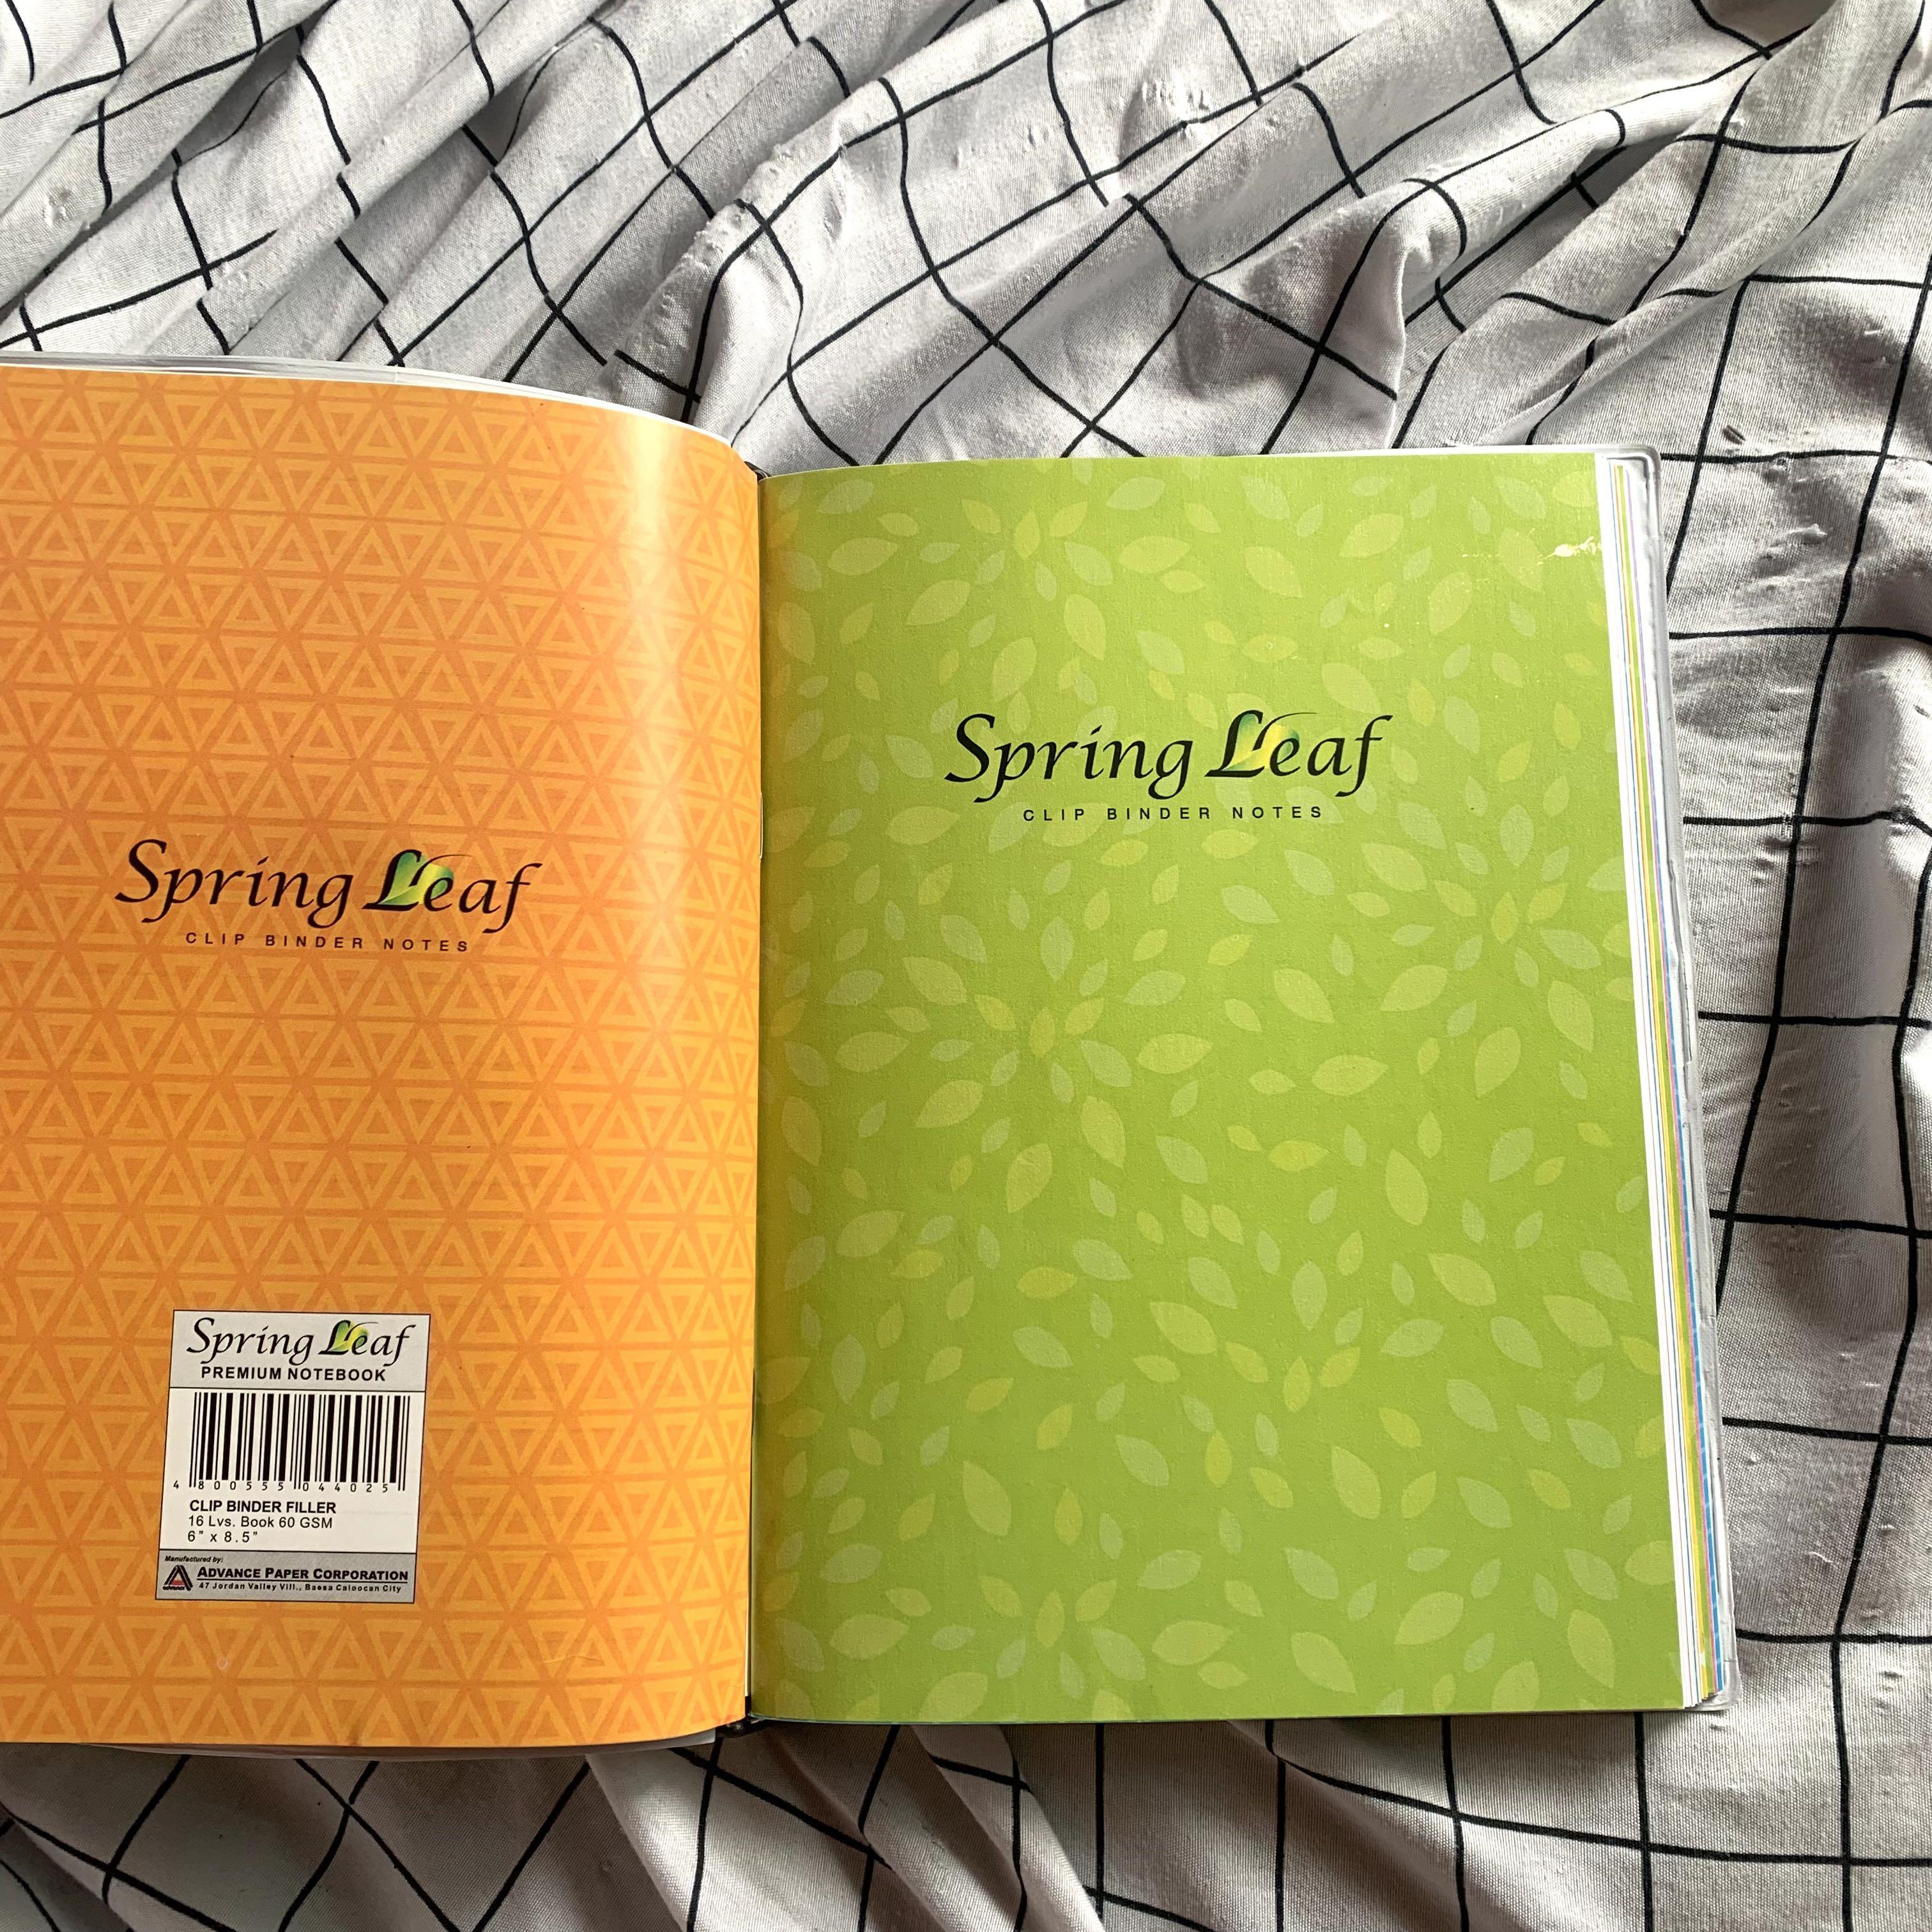 Spring Leaf
CLIP BINDER NOTES
Spring Leaf
PREMIUM NOTEBOOK
4 800555 044025
CLIP BINDER FILLER
16 Lvs. Book 60 GSM
6" x 8.5"
Manufactured by:
ADVANCE PAPER CORPORATION
47 Jordan Valley Vill., Baesa Caloocan City
Spring Leaf
CLIP BINDER NOTES